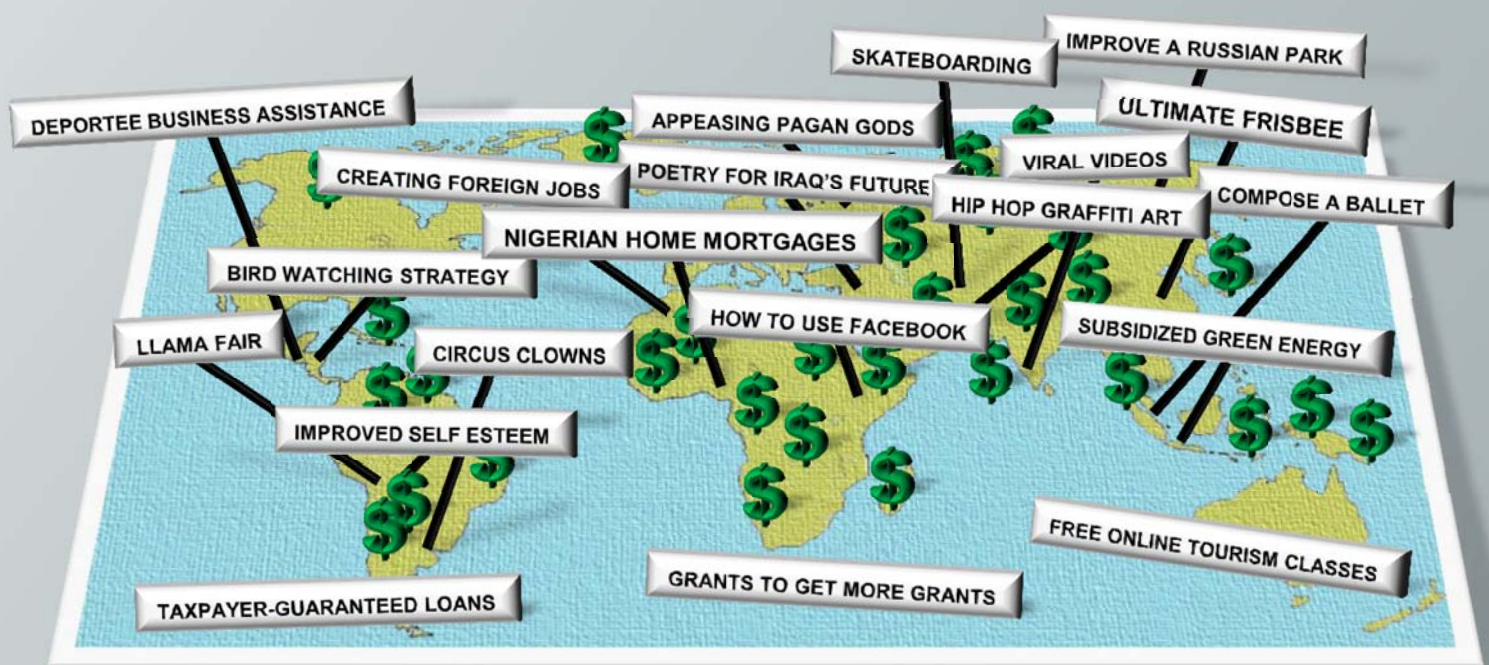 IMPROVE A RUSSIAN PARK
SKATEBOARDING
DEPORTEE BUSINESS ASSISTANCE
APPEASING PAGAN GODS
ULTIMATE FRISBEE
VIRAL VIDEOS
CREATING FOREIGN JOBS
POETRY FOR IRAQ'S FUTURE
HIP HOP GRAFFITI ART
COMPOSE A BALLET
NIGERIAN HOME MORTGAGES
BIRD WATCHING STRATEGY
HOW TO USE FACEBOOK
SUBSIDIZED GREEN ENERGY
LLAMA FAIR
CIRCUS CLOWNS
IMPROVED SELF ESTEEM
FREE ONLINE TOURISM CLASSES
GRANTS TO GET MORE GRANTS
TAXPAYER-GUARANTEED LOANS